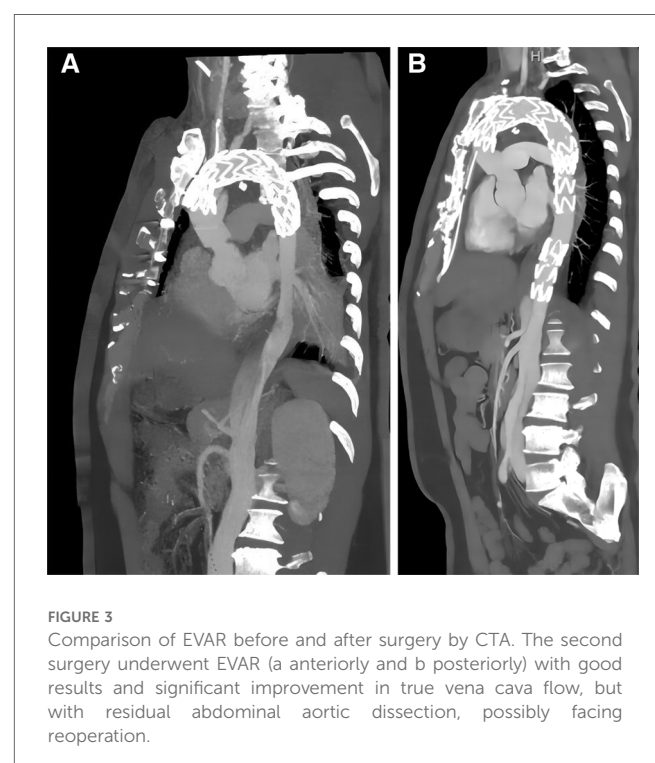 A
B
H
FIGURE 3
Comparison of EVAR before and after surgery by CTA. The second
surgery underwent EVAR (a anteriorly and b posteriorly) with good
results and significant improvement in true vena cava flow, but
with residual abdominal aortic dissection, possibly facing
reoperation.